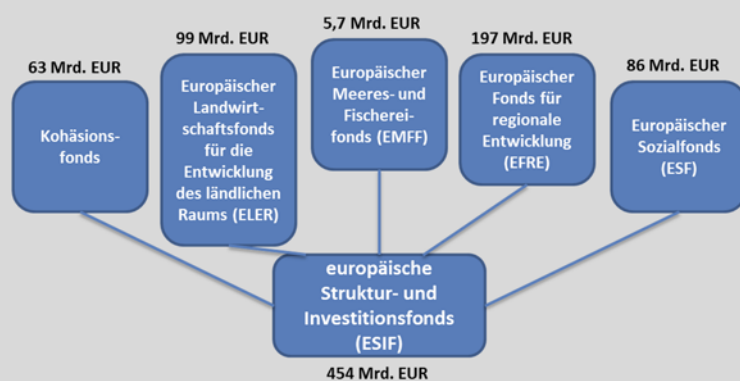 63 Mrd. EUR
Kohäsions-
fonds
99 Mrd. EUR
Europäischer
Landwirt-
schaftsfonds
für die
Entwicklung
des ländlichen
Raums (ELER)
5,7 Mrd. EUR
Europäischer
Meeres- und
Fischerei-
fonds (EMFF)
197 Mrd. EUR
Europäischer
Fonds für
regionale
Entwicklung
(EFRE)
86 Mrd. EUR
Europäischer
Sozialfonds
(ESF)
europäische
Struktur- und
Investitionsfonds
(ESIF)
454 Mrd. EUR